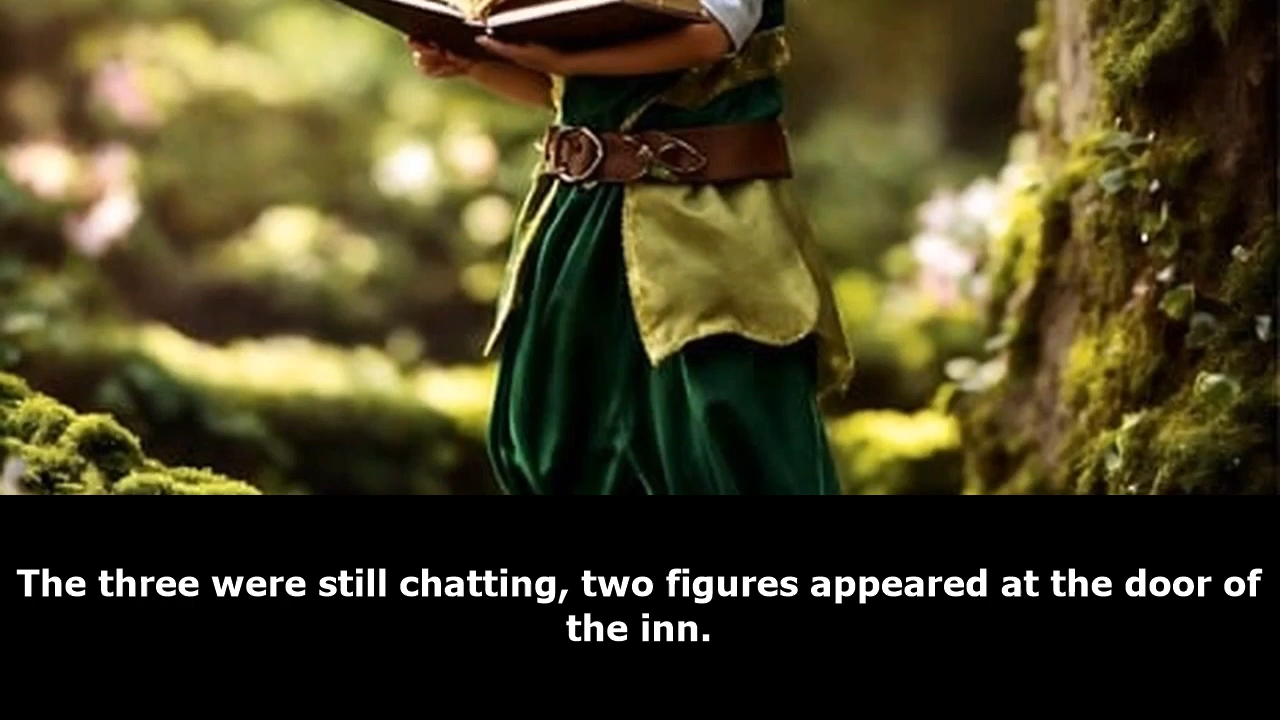 The three were still chatting, two figures appeared at the door of
the inn.